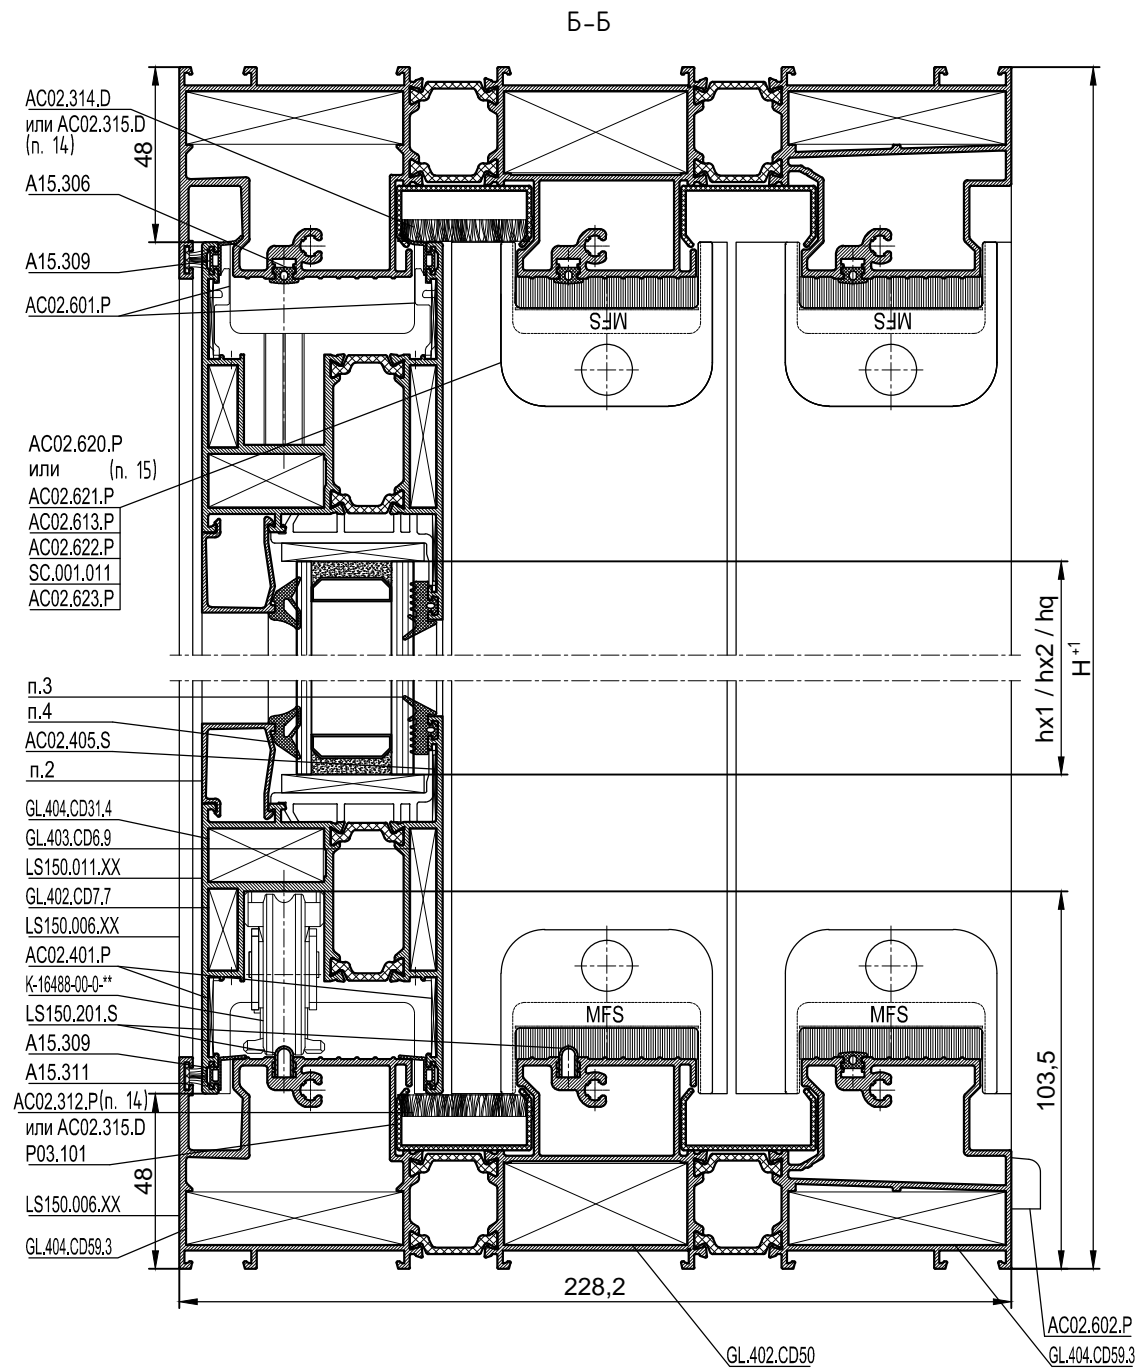 Б-Б
AC02.314.D
или AC02.315.D
(п. 14)
48
A15.306
A15.309
AC02.601.P
MFS
MFS
AC02.620.P
или (п. 15)
AC02.621.P
AC02.613.P
AC02.622.P
SC.001.011
AC02.623.P
hx1 / hx2 / hq
H+1
п.3
п.4
AC02.405.S
п.2
GL.404.CD31.4
GL.403.CD6.9
LS150.011.XX
GL.402.CD7.7
LS150.006.XX
AC02.401.P
K-16488-00-0-**
LS150.201.S
MFS
MFS
A15.309
A15.311
AC02.312.P(п. 14)
или AC02.315.D
P03.101
103,5
48
LS150.006.XX
GL.404.CD59.3
228,2
AC02.602.P
GL.402.CD50
GL.404.CD59.3